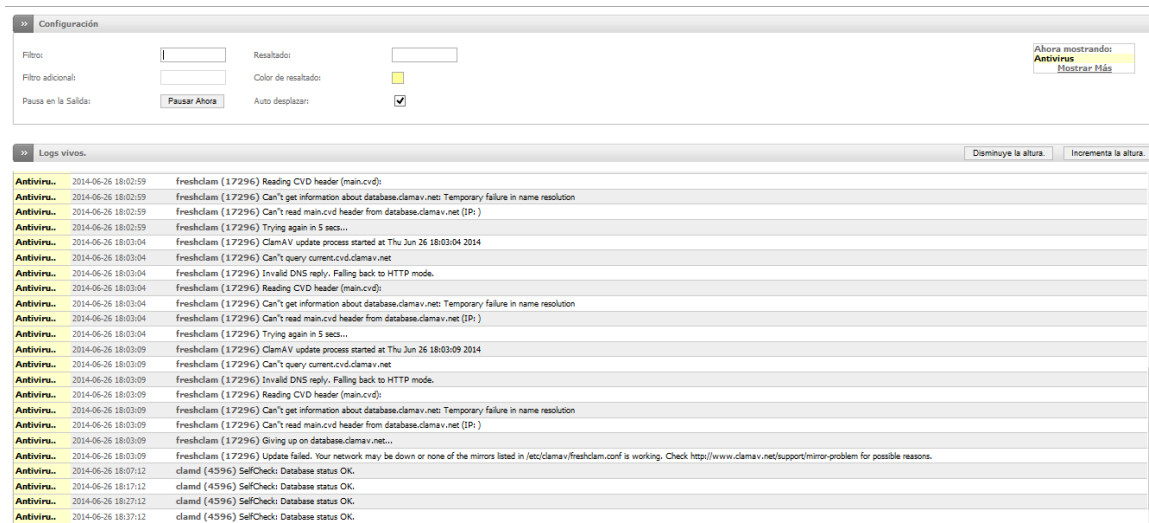 » Configuración
Filtro: Resaltado:
Filtro adicional: Color de resaltado:
Pausa en la Salida: Pausar Ahora Auto desplazar:
Ahora mostrando:
Antivirus
Mostrar Más
» Logs vivos. Disminuye la altura. Incrementa la altura.
Antiviru.. 2014-06-26 18:02:59 freshclam (17296) Reading CVD header (main.cvd):
Antiviru.. 2014-06-26 18:02:59 freshclam (17296) Can"t get information about database.clamav.net: Temporary failure in name resolution
Antiviru.. 2014-06-26 18:02:59 freshclam (17296) Can"t read main.cvd header from database.clamav.net (IP: )
Antiviru.. 2014-06-26 18:02:59 freshclam (17296) Trying again in 5 secs...
Antiviru.. 2014-06-26 18:03:04 freshclam (17296) ClamAV update process started at Thu Jun 26 18:03:04 2014
Antiviru.. 2014-06-26 18:03:04 freshclam (17296) Can"t query current.cvd.clamav.net
Antiviru.. 2014-06-26 18:03:04 freshclam (17296) Invalid DNS reply. Falling back to HTTP mode.
Antiviru.. 2014-06-26 18:03:04 freshclam (17296) Reading CVD header (main.cvd):
Antiviru.. 2014-06-26 18:03:04 freshclam (17296) Can"t get information about database.clamav.net: Temporary failure in name resolution
Antiviru.. 2014-06-26 18:03:04 freshclam (17296) Can"t read main.cvd header from database.clamav.net (IP: )
Antiviru.. 2014-06-26 18:03:04 freshclam (17296) Trying again in 5 secs...
Antiviru.. 2014-06-26 18:03:09 freshclam (17296) ClamAV update process started at Thu Jun 26 18:03:09 2014
Antiviru.. 2014-06-26 18:03:09 freshclam (17296) Can"t query current.cvd.clamav.net
Antiviru.. 2014-06-26 18:03:09 freshclam (17296) Invalid DNS reply. Falling back to HTTP mode.
Antiviru.. 2014-06-26 18:03:09 freshclam (17296) Reading CVD header (main.cvd):
Antiviru.. 2014-06-26 18:03:09 freshclam (17296) Can"t get information about database.clamav.net: Temporary failure in name resolution
Antiviru.. 2014-06-26 18:03:09 freshclam (17296) Can"t read main.cvd header from database.clamav.net (IP: )
Antiviru.. 2014-06-26 18:03:09 freshclam (17296) Giving up on database.clamav.net...
Antiviru.. 2014-06-26 18:03:09 freshclam (17296) Update failed. Your network may be down or none of the mirrors listed in /etc/clamav/freshclam.conf is working. Check http://www.clamav.net/support/mirror-problem for possible reasons.
Antiviru.. 2014-06-26 18:07:12 clamd (4596) SelfCheck: Database status OK.
Antiviru.. 2014-06-26 18:17:12 clamd (4596) SelfCheck: Database status OK.
Antiviru.. 2014-06-26 18:27:12 clamd (4596) SelfCheck: Database status OK.
Antiviru.. 2014-06-26 18:37:12 clamd (4596) SelfCheck: Database status OK.